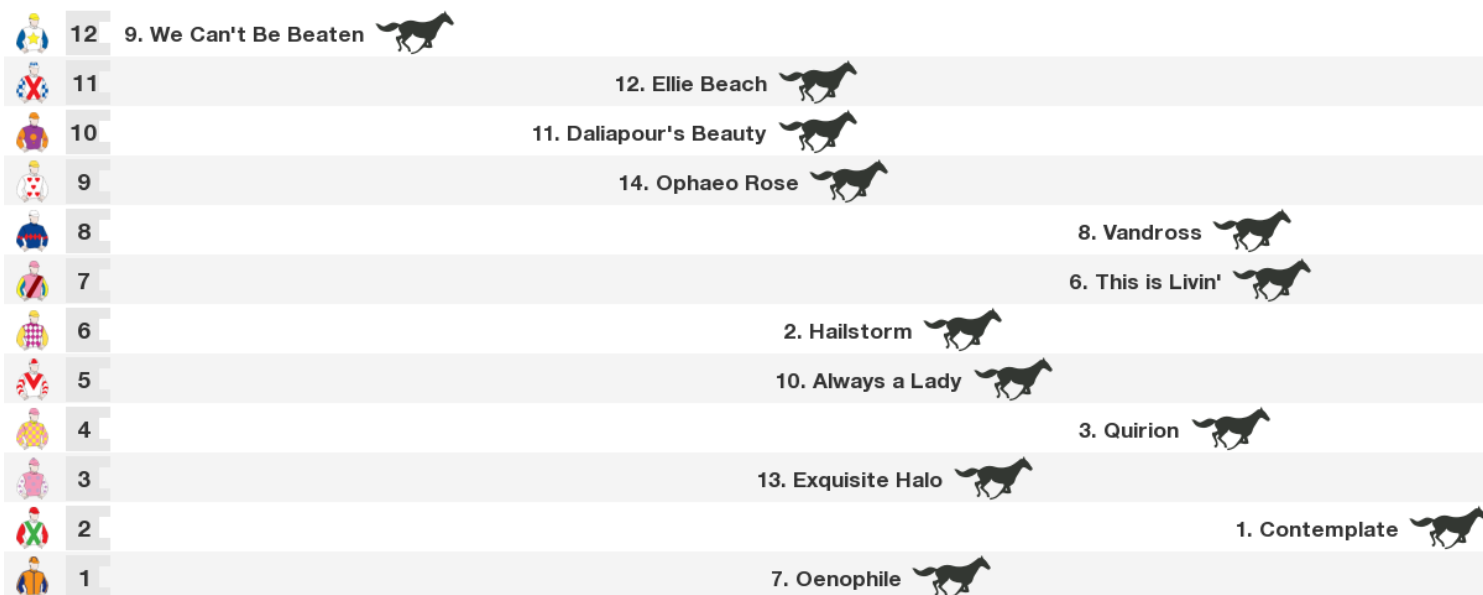 12 9. We Can't Be Beaten
11 12. Ellie Beach
10 11. Daliapour's Beauty
9 14. Ophaeo Rose
8 8. Vandross
7 6. This is Livin'
6 2. Hailstorm
5 10. Always a Lady
4 3. Quirion
3 13. Exquisite Halo
2 1. Contemplate
1 7. Oenophile